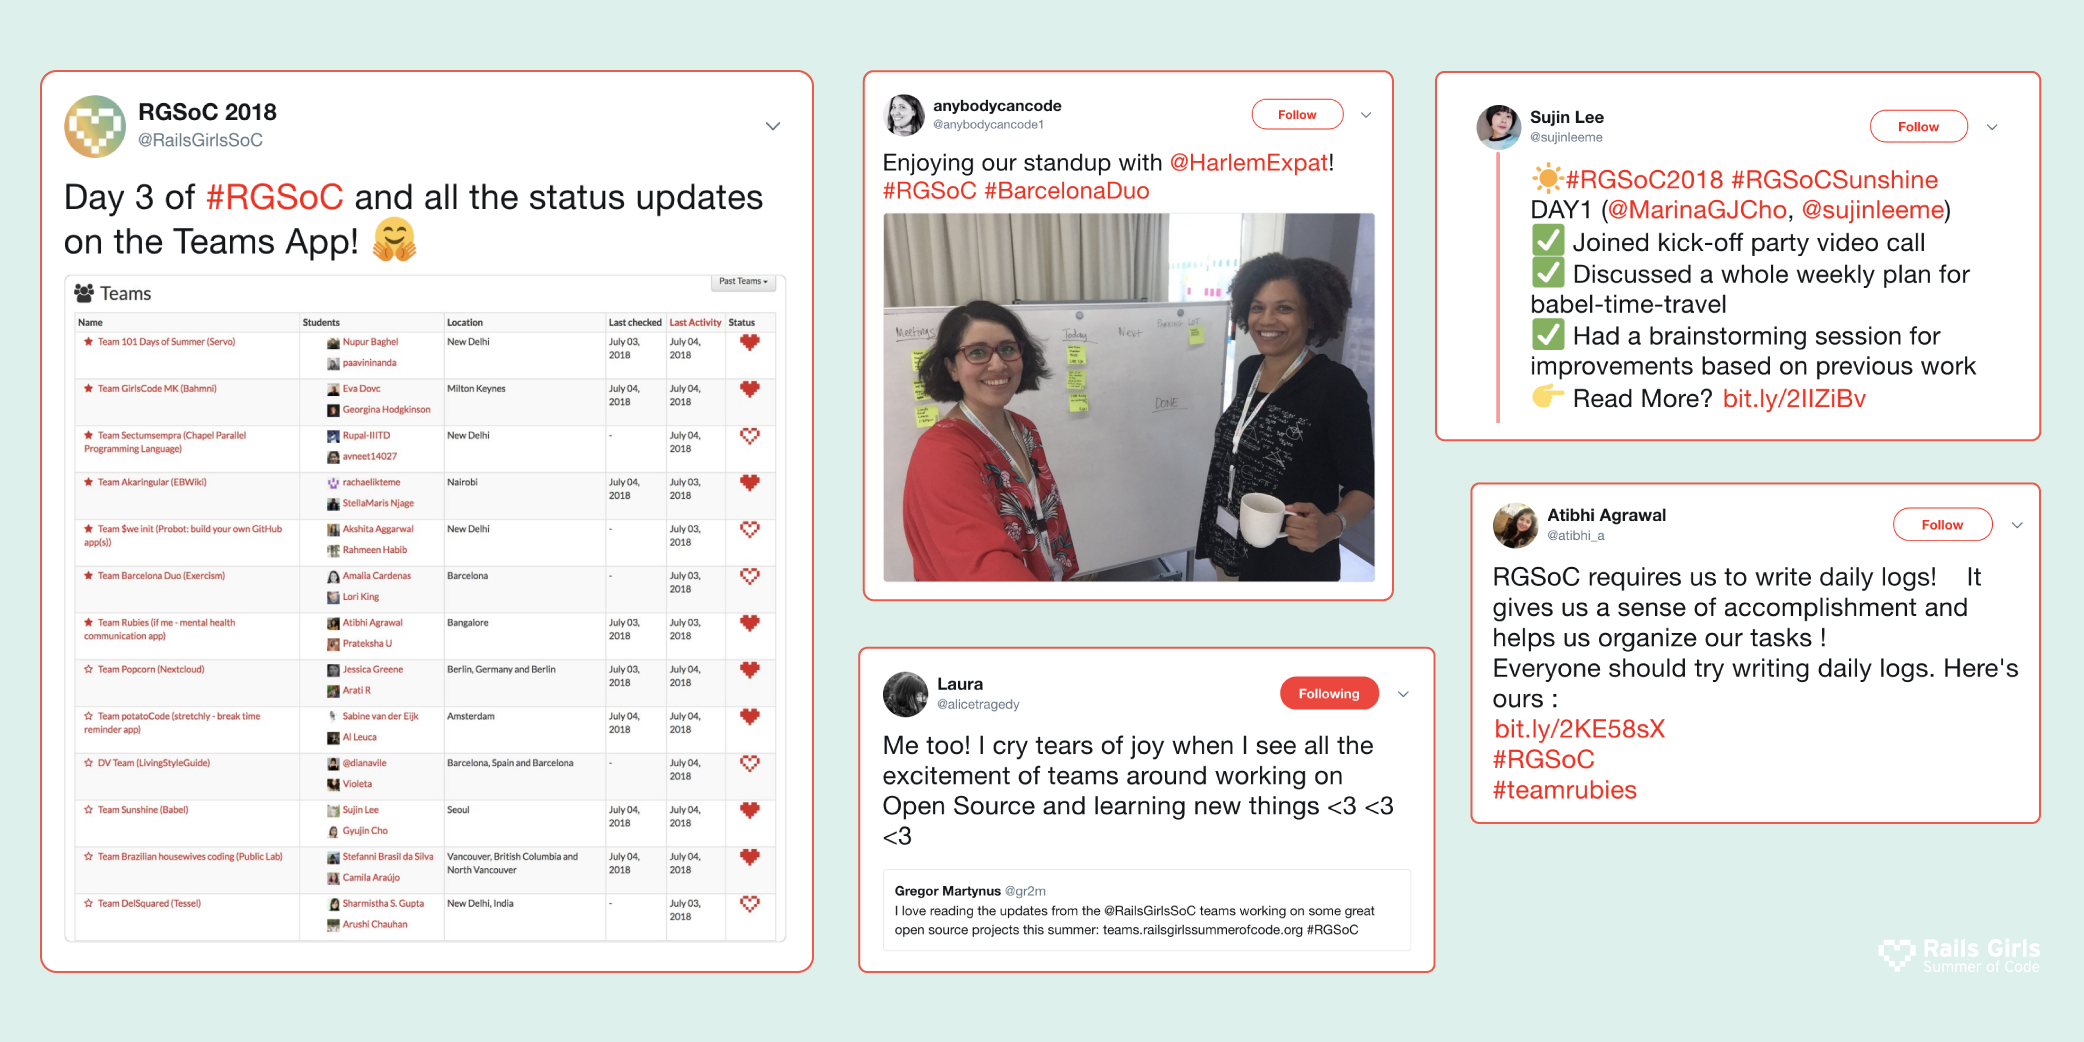 RGSoC 2018
@RailsGirlsSoC
Day 3 of #RGSoC and all the status updates
on the Teams App! 🤗
Teams
Past Teams
Name Students Location Last checked Last Activity Status
Team 101 Days of Summer (Servo) Nupur Baghel New Delhi July 03, July 04,
2018 2018
paavininanda
Team GirlsCode MK (Bahmni) Eva Dovc Milton Keynes July 04, July 04,
2018 2018
Georgina Hodgkinson
Team Sectumsempra (Chapel Parallel Rupal-IIITD New Delhi - July 04,
Programming Language) 2018
avneet14027
Team Akaringular (EBWiki) rachaelikteme Nairobi July 04, July 03,
2018 2018
StellaMaris Njage
Team $we init (Probot: build your own GitHub Akshita Aggarwal New Delhi - July 03,
app(s)) 2018
Rahmeen Habib
Team Barcelona Duo (Exercism) Amalia Cardenas Barcelona - July 03,
2018
Lori King
Team Rubies (if me - mental health Atibhi Agrawal Bangalore July 03, July 03,
communication app) 2018 2018
Prateksha U
Team Popcorn (Nextcloud) Jessica Greene Berlin, Germany and Berlin July 03, July 04,
2018 2018
Arati R
Team potatoCode (stretchly - break time Sabine van der Eijk Amsterdam July 04, July 04,
reminder app) 2018 2018
Al Leuca
DV Team (LivingStyleGuide) @dianavile Barcelona, Spain and Barcelona - July 04,
2018
Violeta
Team Sunshine (Babel) Sujin Lee Seoul July 04, July 04,
2018 2018
Gyujin Cho
Team Brazilian housewives coding (Public Lab) Stefanni Brasil da Silva Vancouver, British Columbia and July 04, July 04,
North Vancouver 2018 2018
Camila Araújo
Team DelSquared (Tessel) Sharmistha S. Gupta New Delhi, India - July 03,
2018
Arushi Chauhan
anybodycancode
@anybodycancode1
Follow
Enjoying our standup with @HarlemExpat!
#RGSoC #BarcelonaDuo
Meetings Today Next PARKING LOT
DONE
Laura
@alicetragedy
Following
Me too! I cry tears of joy when I see all the
excitement of teams around working on
Open Source and learning new things <3 <3
<3
Gregor Martynus @gr2m
I love reading the updates from the @RailsGirlsSoC teams working on some great
open source projects this summer: teams.railsgirlssummerofcode.org #RGSoC
Sujin Lee
@sujinleeme
Follow
☀️#RGSoC2018 #RGSoCSunshine
DAY1 (@MarinaGJCho, @sujinleeme)
✅ Joined kick-off party video call
✅ Discussed a whole weekly plan for
babel-time-travel
✅ Had a brainstorming session for
improvements based on previous work
👉 Read More? bit.ly/2IIZiBv
Atibhi Agrawal
@atibhi_a
Follow
RGSoC requires us to write daily logs! It
gives us a sense of accomplishment and
helps us organize our tasks !
Everyone should try writing daily logs. Here's
ours :
bit.ly/2KE58sX
#RGSoC
#teamrubies
Rails Girls
Summer of Code